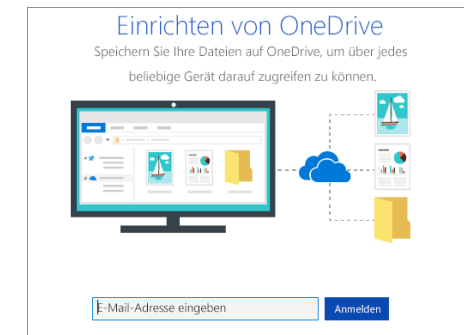 Einrichten von OneDrive
Speichern Sie Ihre Dateien auf OneDrive, um über jedes
beliebige Gerät darauf zugreifen zu können.
E-Mail-Adresse eingeben
Anmelden